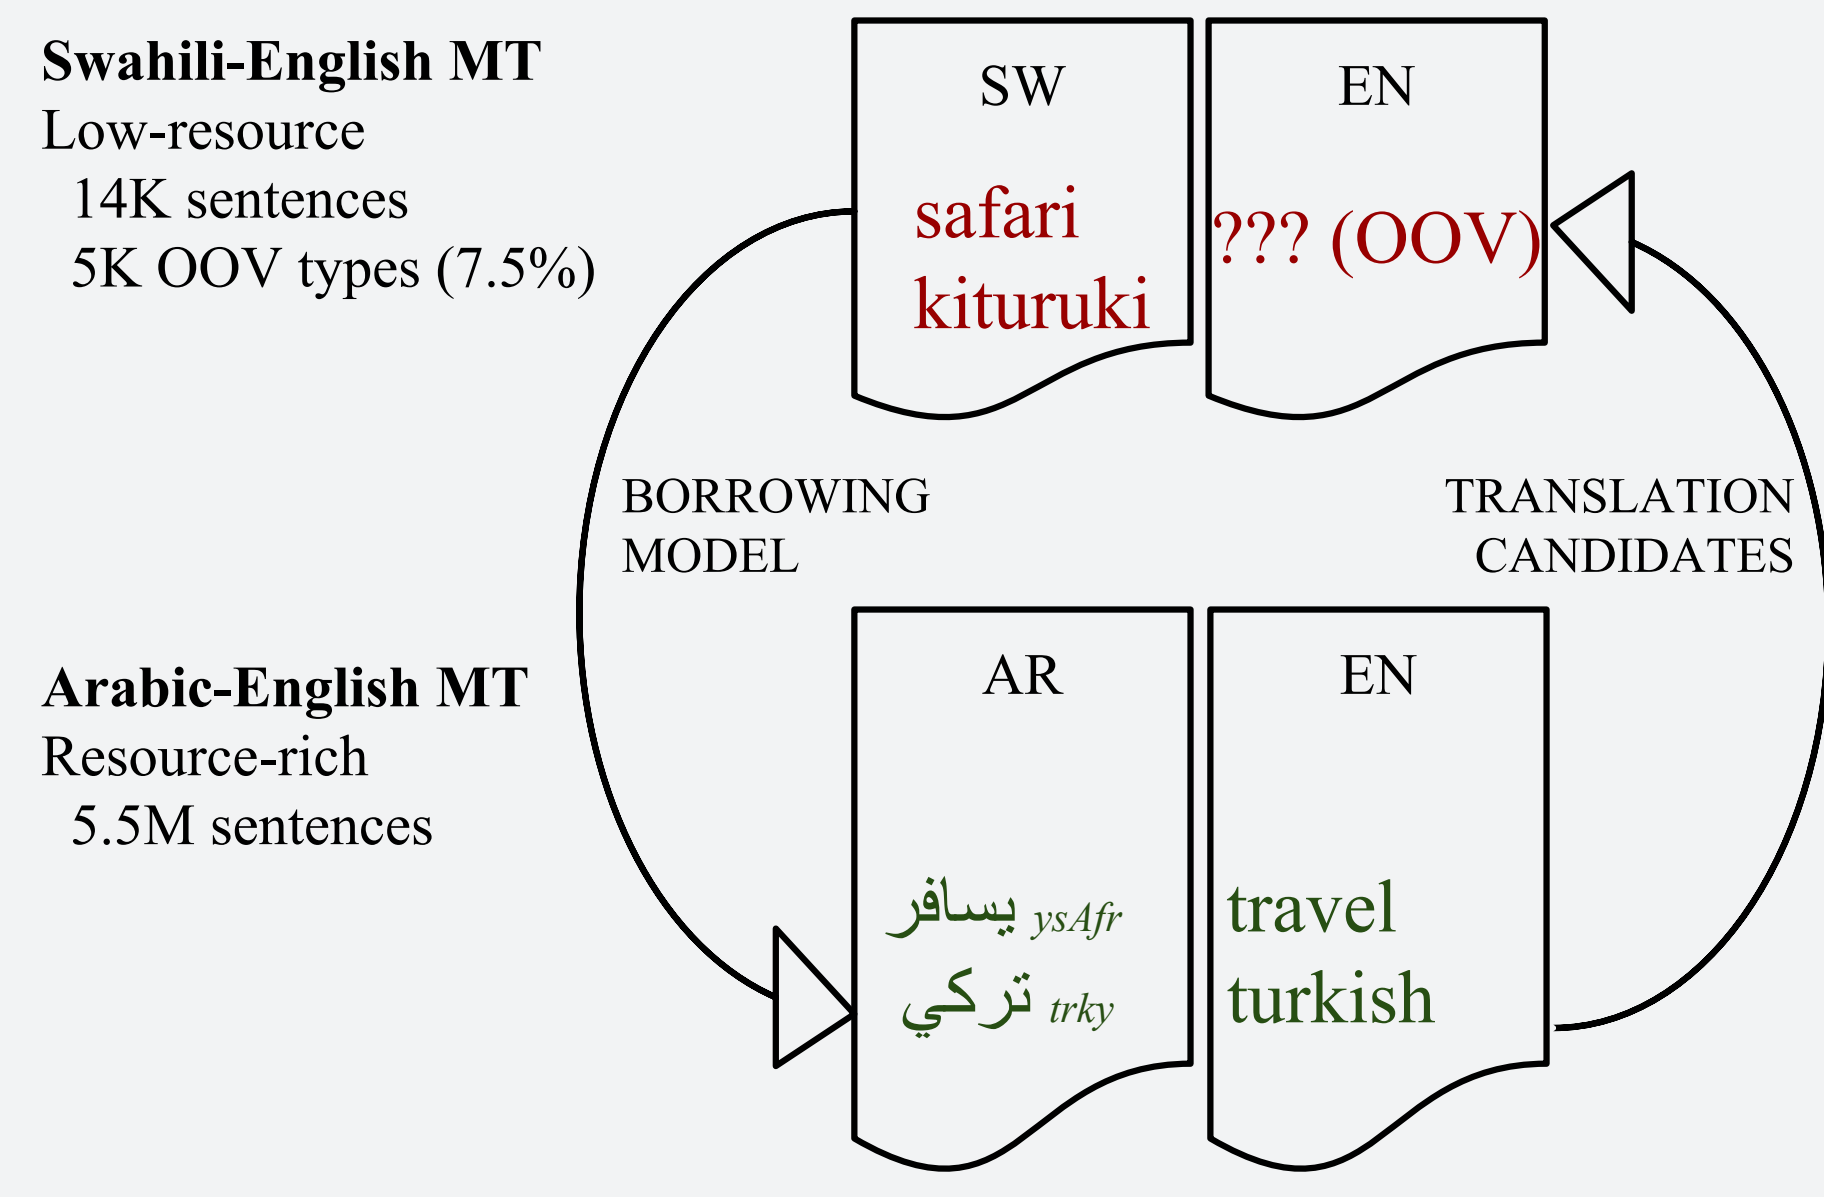 Swahili-English MT
Low-resource
14K sentences
5K OOV types (7.5%)
SW
safari
kituruki
EN
??? (OOV)
BORROWING
MODEL
TRANSLATION
CANDIDATES
Arabic-English MT
Resource-rich
5.5M sentences
AR
يسافر ysAfr
تركي trky
EN
travel
turkish